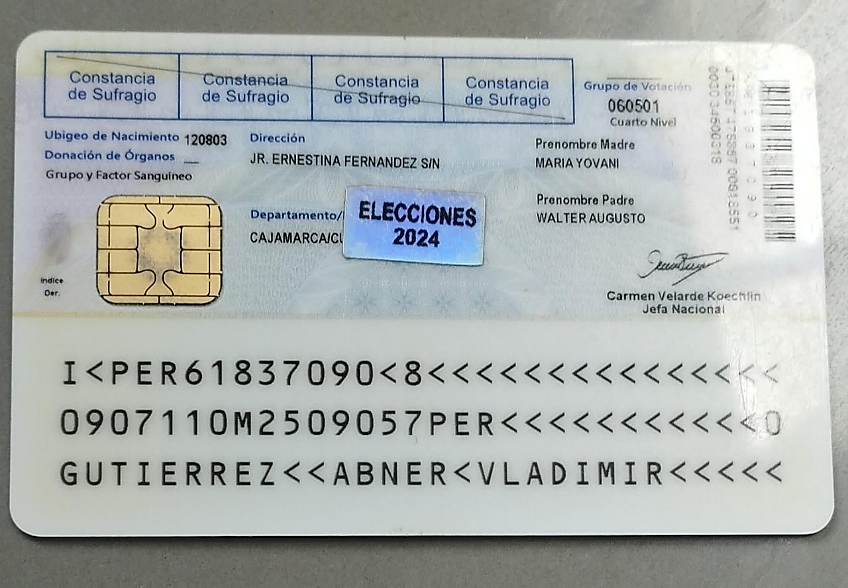 Constancia
de Sufragio
Constancia
de Sufragio
Constancia
de Sufragio
Constancia
de Sufragio
Grupo de Votación
060501
Cuarto Nivel
Ubigeo de Nacimiento 120803
Donación de Órganos
Grupo y Factor Sanguíneo
Dirección
JR. ERNESTINA FERNANDEZ S/N
Departamento/
CAJAMARCA/
ELECCIONES
2024
Prenombre Madre
MARIA YOVANI
Prenombre Padre
WALTER AUGUSTO
Indice
Der.
Carmen Velarde Koechlin
Jefa Nacional
I<PER61837090<8<<<<<<<<<<<<<<<
0907110M2509057PER<<<<<<<<<<<0
GUTIERREZ<<ABNER<VLADIMIR<<<<<